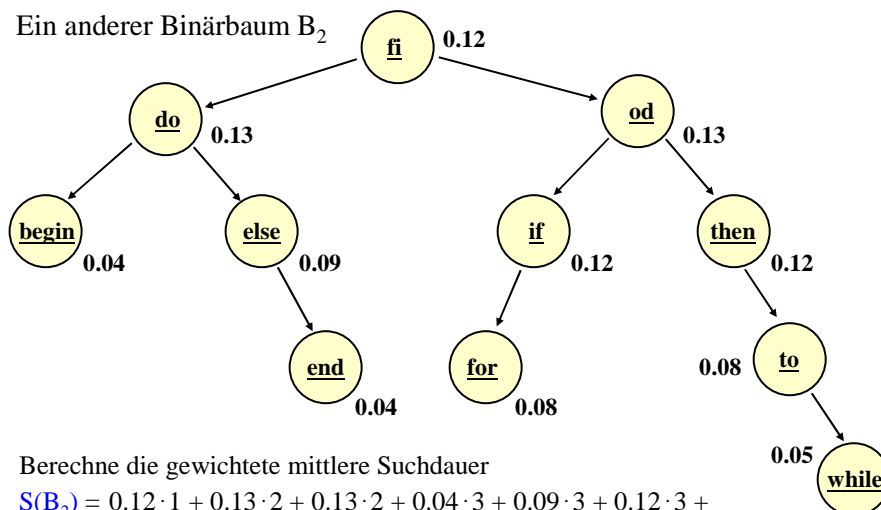 Ein anderer Binärbaum B₂
fi 0.12
do 0.13
od 0.13
begin 0.04
else 0.09
if 0.12
then 0.12
end 0.04
for 0.08
to 0.08
while 0.05
Berechne die gewichtete mittlere Suchdauer
S(B₂) = 0.12·1 + 0.13·2 + 0.13·2 + 0.04·3 + 0.09·3 + 0.12·3 +